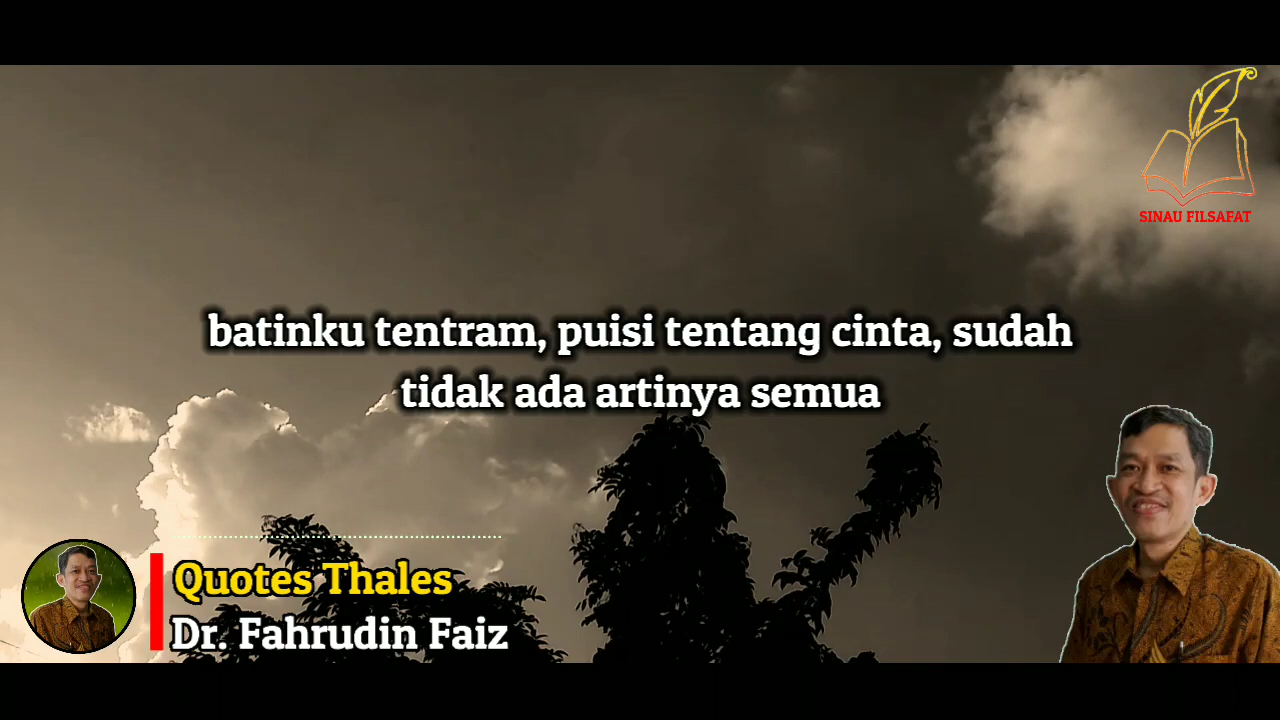 SINAU FILSAFAT
batinku tentram, puisi tentang cinta, sudah
tidak ada artinya semua
Quotes Thales
Dr. Fahrudin Faiz